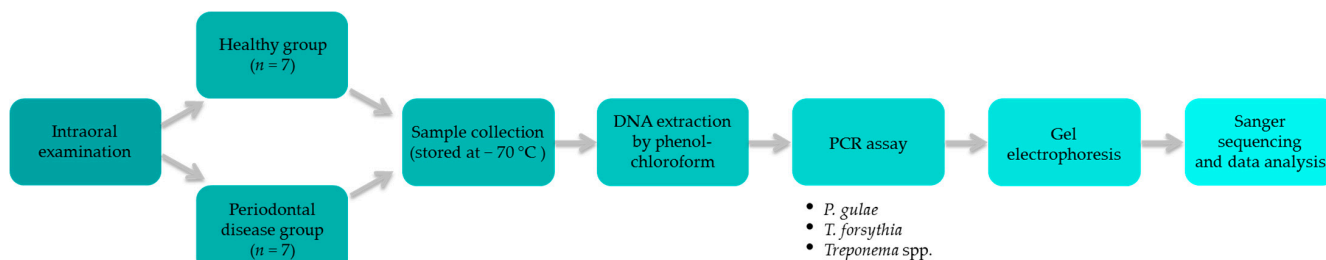 Healthy group
(n = 7)
Intraoral
examination
Periodontal
disease group
(n = 7)
Sample collection
(stored at – 70 °C )
DNA extraction
by phenol-
chloroform
PCR assay
• P. gulae
• T. forsythia
• Treponema spp.
Gel
electrophoresis
Sanger
sequencing
and data analysis